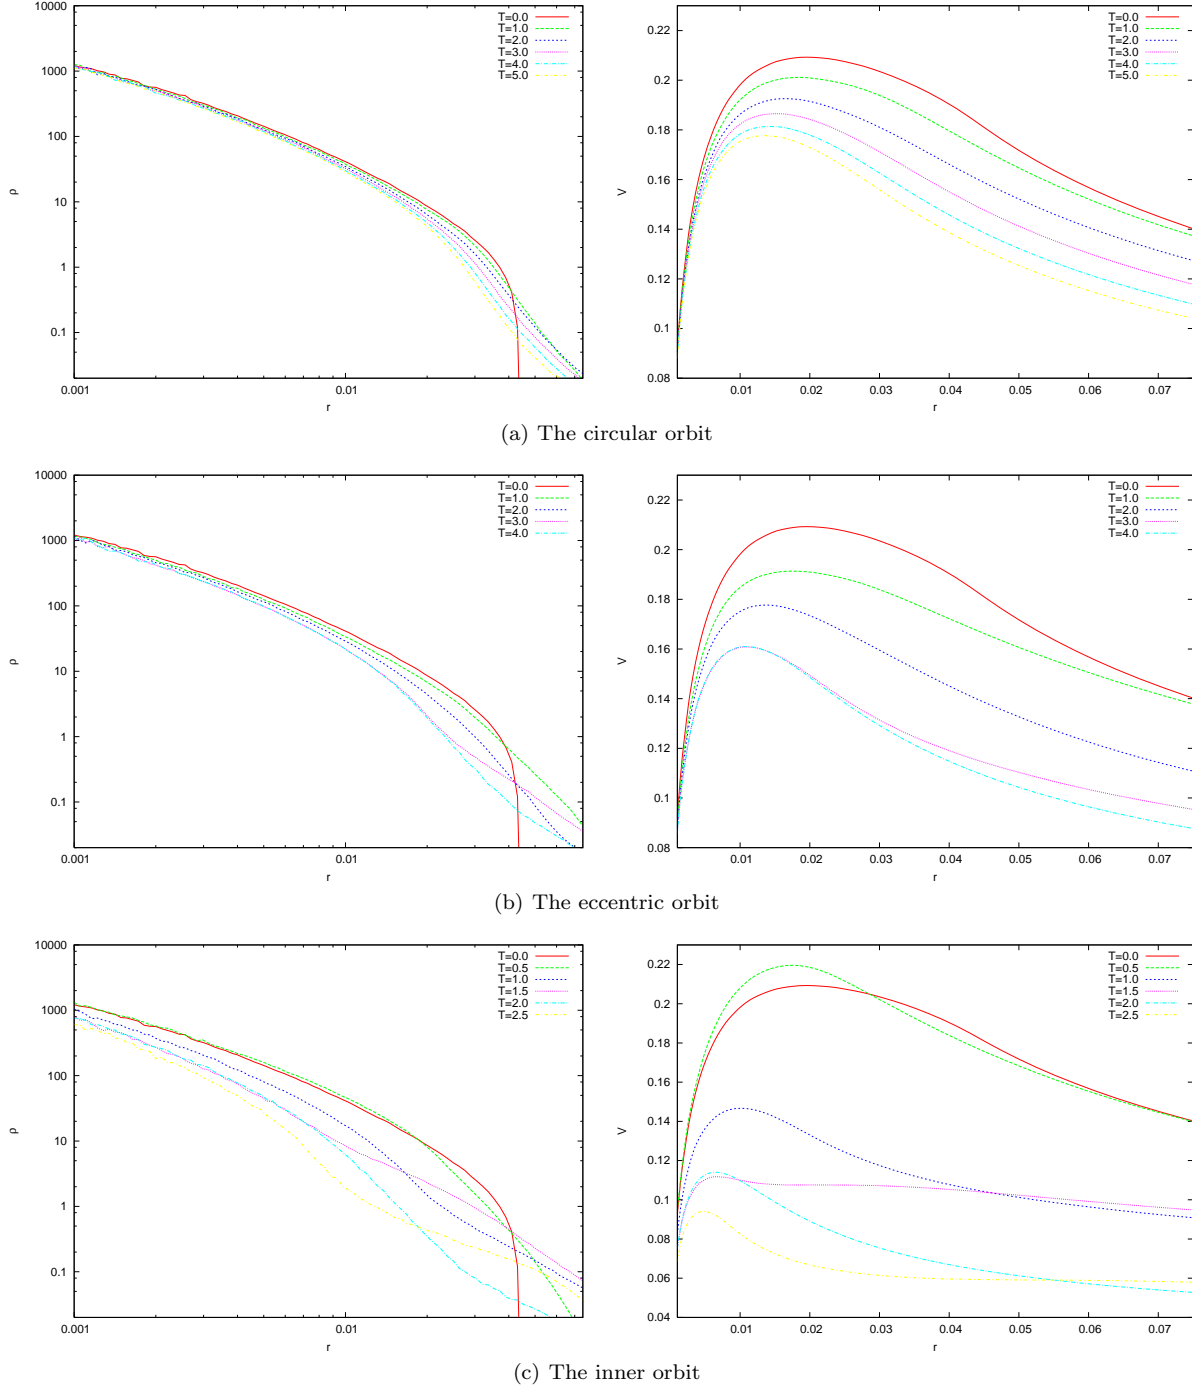 10000
1000
100
10
1
0.1
ρ
0.001
0.01
r
T=0.0
T=1.0
T=2.0
T=3.0
T=4.0
T=5.0
0.22
0.2
0.18
0.16
0.14
0.12
0.1
0.08
V
0.01
0.02
0.03
0.04
0.05
0.06
0.07
r
T=0.0
T=1.0
T=2.0
T=3.0
T=4.0
T=5.0
(a) The circular orbit
10000
1000
100
10
1
0.1
ρ
0.001
0.01
r
T=0.0
T=1.0
T=2.0
T=3.0
T=4.0
0.22
0.2
0.18
0.16
0.14
0.12
0.1
0.08
V
0.01
0.02
0.03
0.04
0.05
0.06
0.07
r
T=0.0
T=1.0
T=2.0
T=3.0
T=4.0
(b) The eccentric orbit
10000
1000
100
10
1
0.1
ρ
0.001
0.01
r
T=0.0
T=0.5
T=1.0
T=1.5
T=2.0
T=2.5
0.22
0.2
0.18
0.16
0.14
0.12
0.1
0.08
0.06
0.04
V
0.01
0.02
0.03
0.04
0.05
0.06
0.07
r
T=0.0
T=0.5
T=1.0
T=1.5
T=2.0
T=2.5
(c) The inner orbit